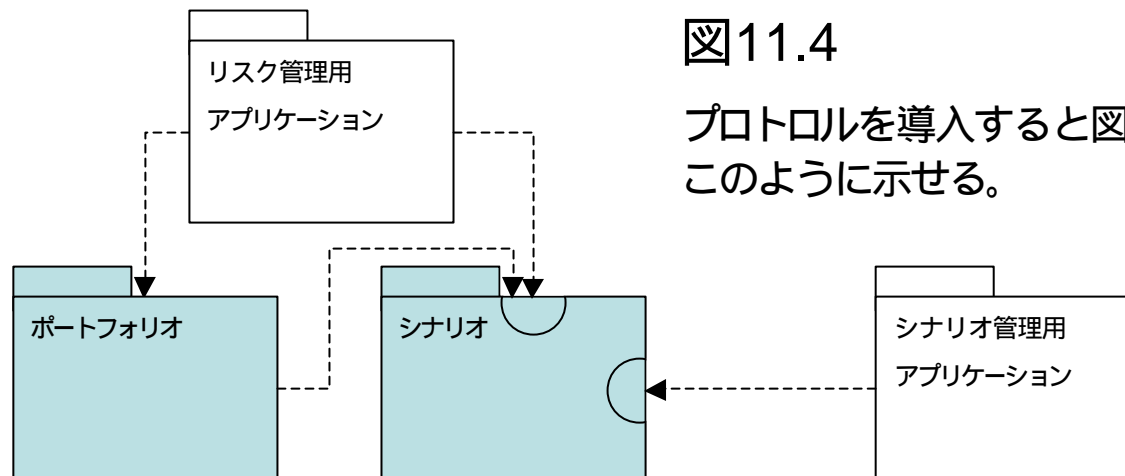 図11.4
プロトロルを導入すると図
このように示せる。
リスク管理用
アプリケーション
ポートフォリオ
シナリオ
シナリオ管理用
アプリケーション